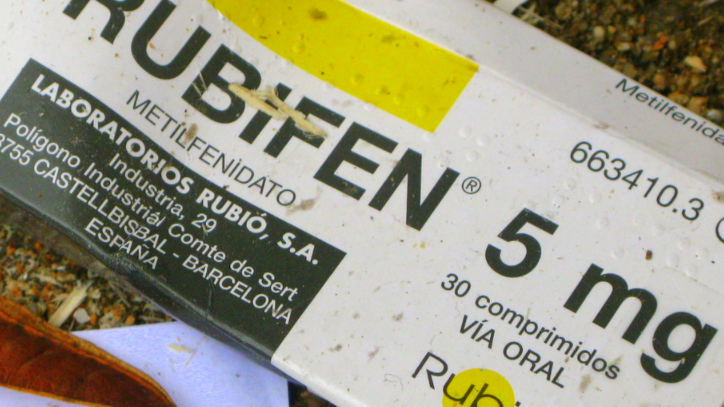 RUBIFEN®
METILFENIDATO
5 mg
30 comprimidos
VÍA ORAL
663410.3
LABORATORIOS RUBIÓ, S.A.
Industria, 29
Polígono Industrial Comte de Sert
8755 CASTELLBISBAL - BARCELONA
ESPAÑA
Metilfenida
Rubi